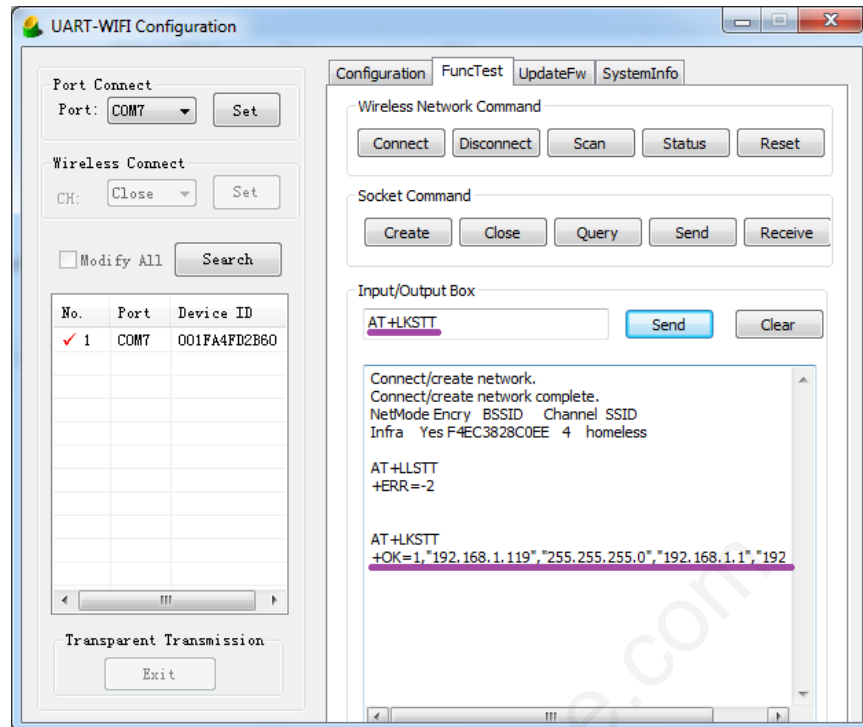 UART-WIFI Configuration
Port Connect
Port: COM7 Set
Wireless Connect
CH: Close Set
Modify All Search
No. Port Device ID
1 COM7 001FA4FD2B60
Transparent Transmission
Exit
Configuration FuncTest UpdateFw SystemInfo
Wireless Network Command
Connect Disconnect Scan Status Reset
Socket Command
Create Close Query Send Receive
Input/Output Box
AT+LKSTT Send Clear
Connect/create network.
Connect/create network complete.
NetMode Encry BSSID Channel SSID
Infra Yes F4EC3828C0EE 4 homeless
AT+LLSTT
+ERR=-2
AT+LKSTT
+OK=1,"192.168.1.119","255.255.255.0","192.168.1.1","192